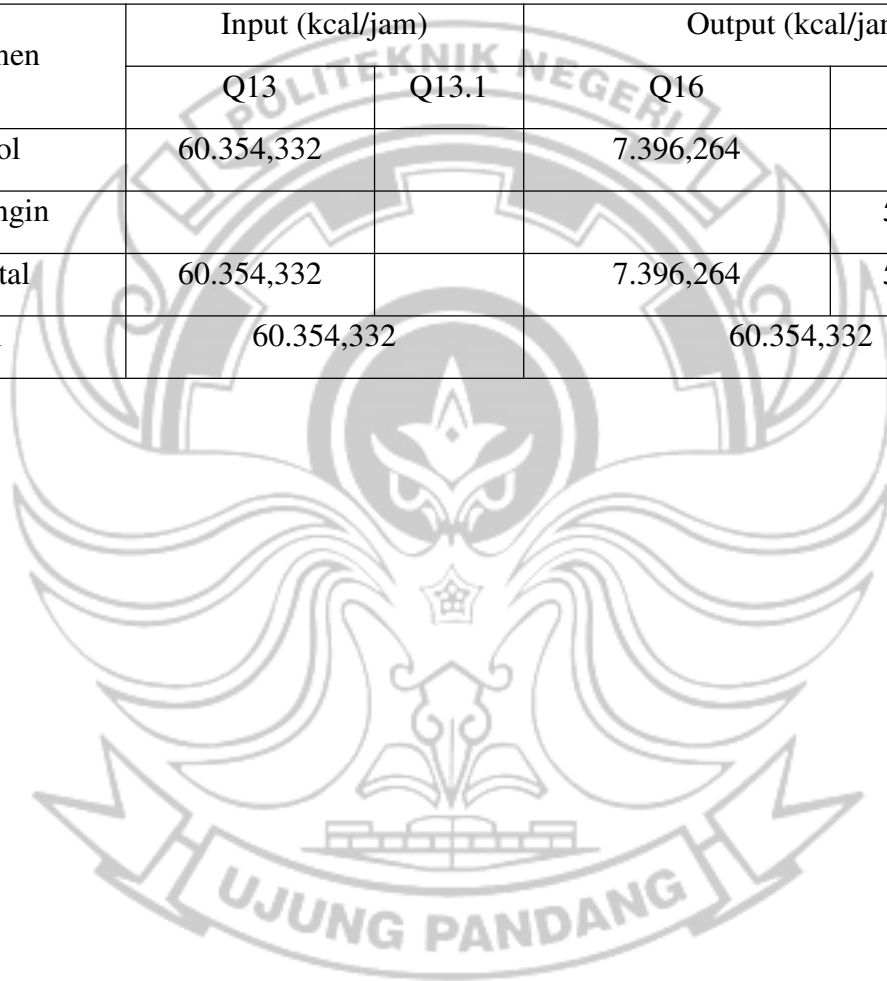 Input (kcal/jam)
Output (kcal/jam
Q13
Q13.1
Q16
60.354,332
7.396,264
60.354,332
7.396,264
60.354,332
60.354,332
POLITEKNIK NEGERI
UJUNG PANDANG